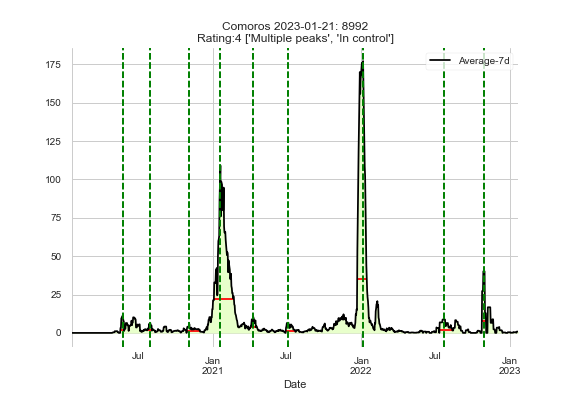 Comoros 2023-01-21: 8992
Rating:4 ['Multiple peaks', 'In control']
Average-7d
175
150
125
100
75
50
25
0
Jul
Jan
2021
Jul
Jan
2022
Jul
Jan
2023
Date